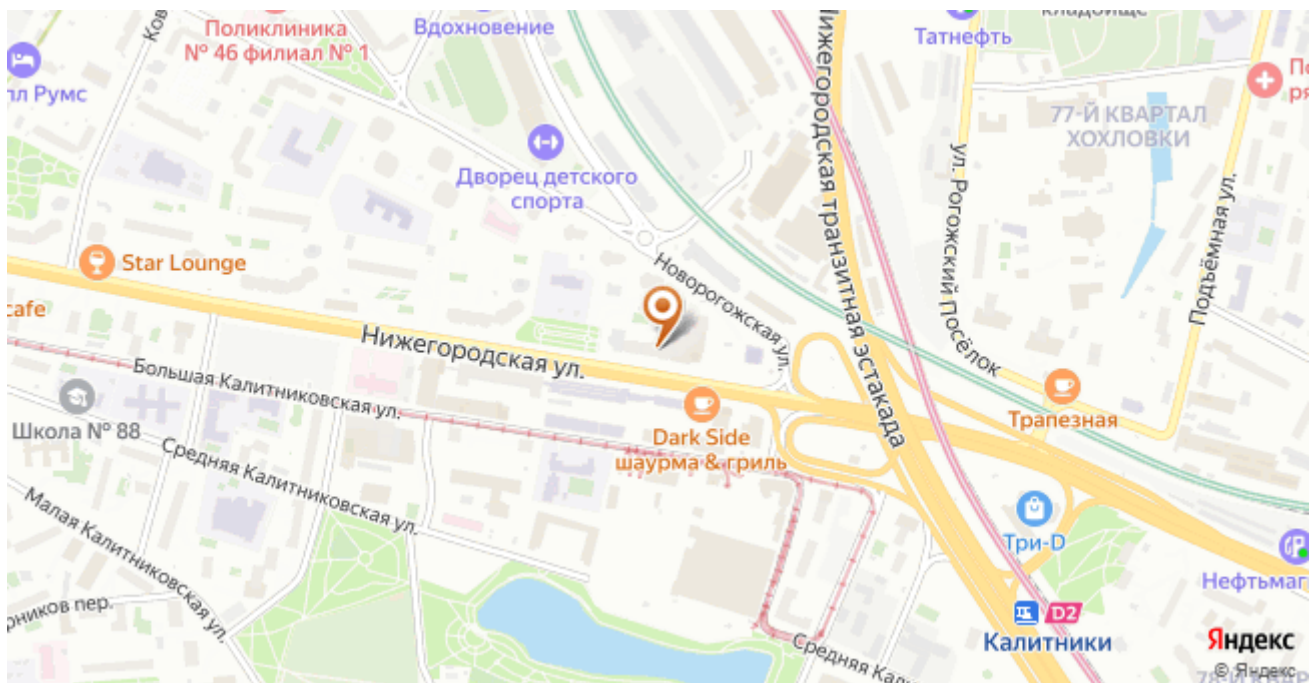 Поликлиника
№ 46 филиал № 1
Вдохновение
Татнефть
77-Й КВАРТАЛ
ХОХЛОВКИ
Дворец детского
спорта
Нижегородская транзитная эстакада
ул. Рогожский Посёлок
Подъёмная ул.
Star Lounge
Новорогожская ул.
cafe
Нижегородская ул.
Большая Калитниковская ул.
Школа № 88
Dark Side
шаурма & гриль
Трапезная
Средняя Калитниковская ул.
Малая Калитниковская ул.
Три-D
Нефтьмаг
D2
Калитники
Яндекс
© Яндекс